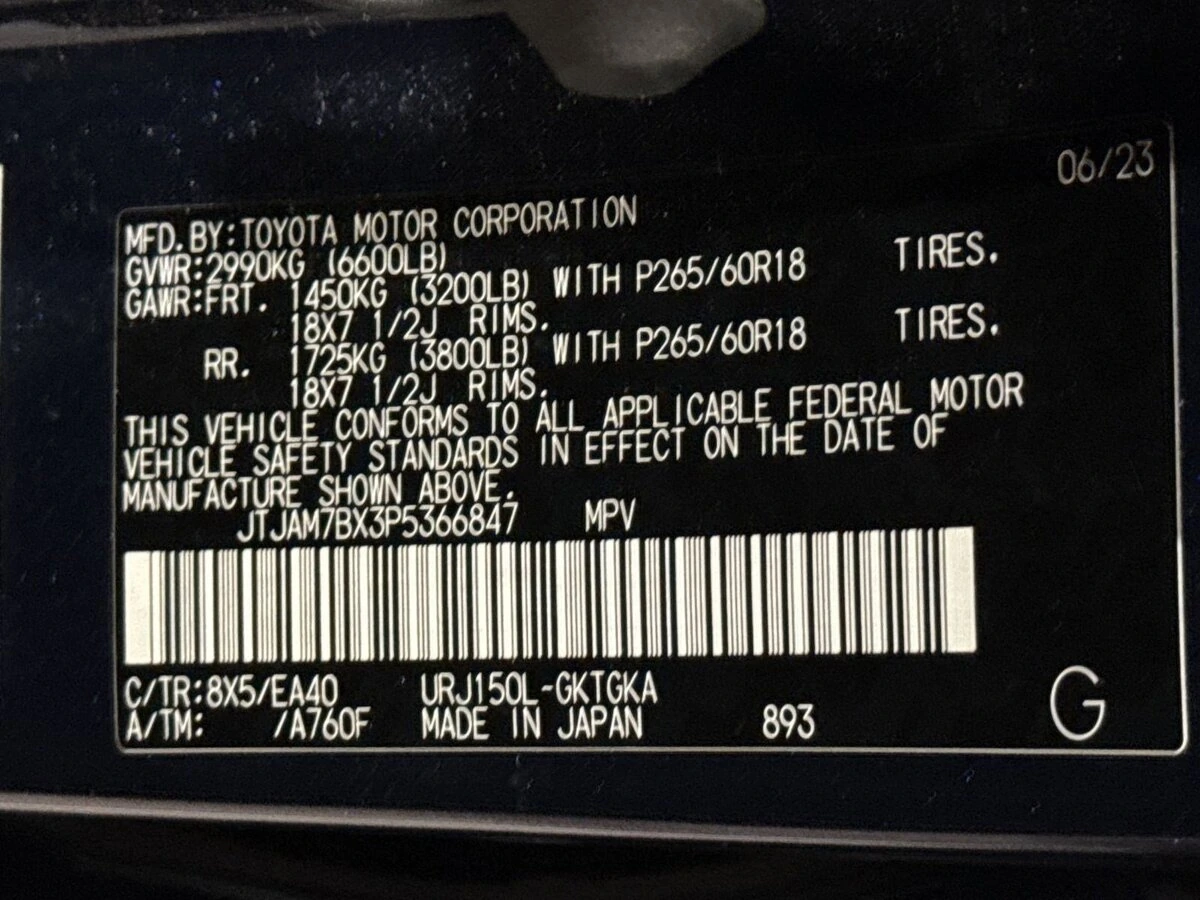 06/23
MFD.BY:TOYOTA MOTOR CORPORATION
GVWR:2990KG (6600LB)
GAWR:FRT. 1450KG (3200LB) WITH P265/60R18 TIRES.
18X7 1/2J RIMS.
RR. 1725KG (3800LB) WITH P265/60R18 TIRES.
18X7 1/2J RIMS.
THIS VEHICLE CONFORMS TO ALL APPLICABLE FEDERAL MOTOR
VEHICLE SAFETY STANDARDS IN EFFECT ON THE DATE OF
MANUFACTURE SHOWN ABOVE.
JTJAM7BX3P5366847 MPV
C/TR:8X5/EA40 URJ150L-GKTGKA
A/TM: /A760F MADE IN JAPAN 893 G